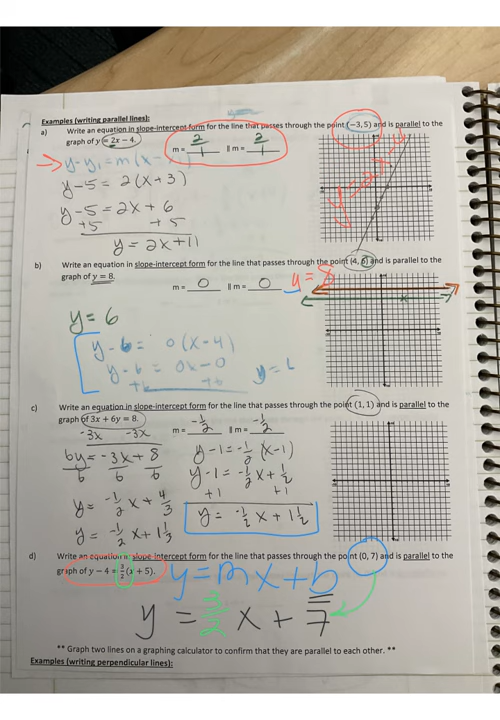 Examples (writing parallel lines):
a) Write an equation in slope-intercept form for the line that passes through the point (−3, 5) and is parallel to the
graph of y = 2x − 4. m = 2/1 || m = 2/1
y-y₁ = m(x-
y-5 = 2(x+3)
y-5 = 2x + 6
+5 +5
y = 2x+11
b) Write an equation in slope-intercept form for the line that passes through the point (4, 6) and is parallel to the
graph of y = 8. m = 0 || m = 0 y = 8
y = 6
y-6 = 0(x-4)
y-6 = 0x-0
+6 +6
c) Write an equation in slope-intercept form for the line that passes through the point (1, 1) and is parallel to the
graph of 3x + 6y = 8. m = -1/2 || m = -1/2
-3x -3x
6y = -3x + 8
6 6 6
y = -1/2 x + 4/3
y = -1/2 x + 1 1/3
y-1 = -1/2 (x-1)
y-1 = -1/2 x + 1/2
+1 +1
y = -1/2 x + 1 1/2
d) Write an equation in slope-intercept form for the line that passes through the point (0, 7) and is parallel to the
graph of y − 4 = 3/2 (x + 5). y=mx+b
y = 3/2 x + 7
** Graph two lines on a graphing calculator to confirm that they are parallel to each other. **
Examples (writing perpendicular lines):